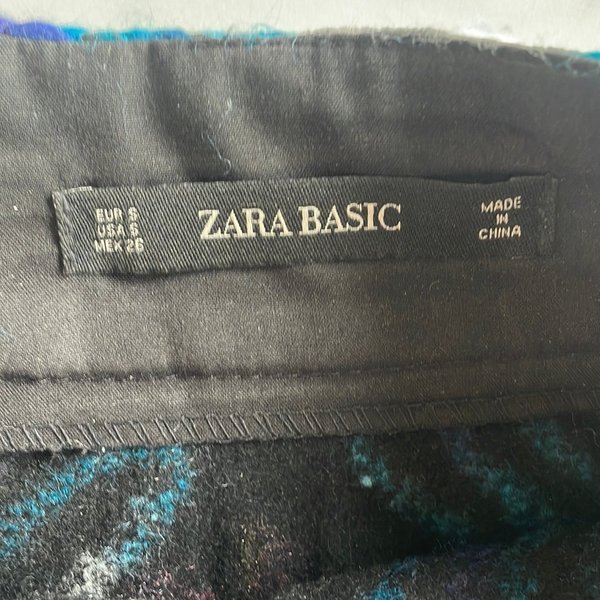 EUR S
USA S
MEX 26
ZARA BASIC
MADE
IN
CHINA